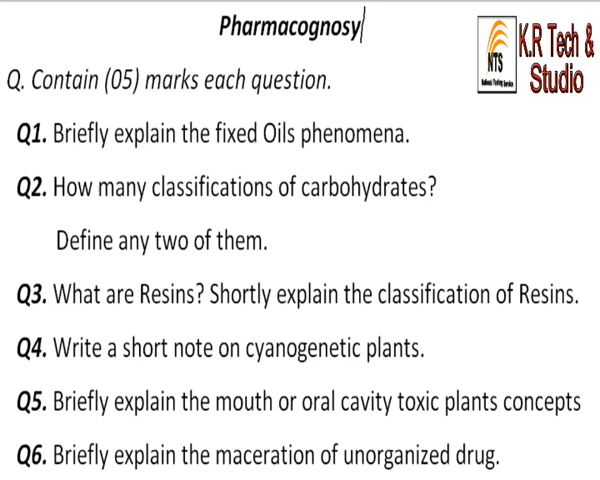 Pharmacognosy
NTS
National Testing Service
K.R Tech &
Studio
Q. Contain (05) marks each question.
Q1. Briefly explain the fixed Oils phenomena.
Q2. How many classifications of carbohydrates?
Define any two of them.
Q3. What are Resins? Shortly explain the classification of Resins.
Q4. Write a short note on cyanogenetic plants.
Q5. Briefly explain the mouth or oral cavity toxic plants concepts
Q6. Briefly explain the maceration of unorganized drug.